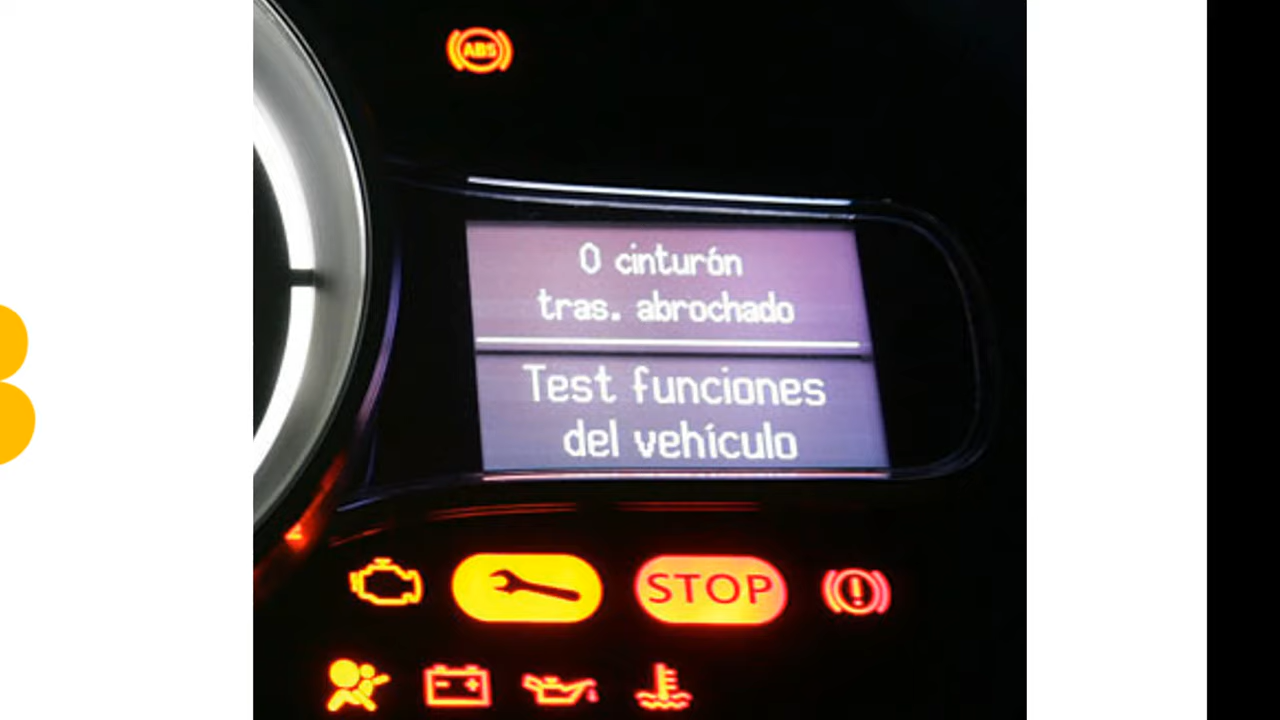 ABS
0 cinturón
tras. abrochado
Test funciones
del vehículo
STOP